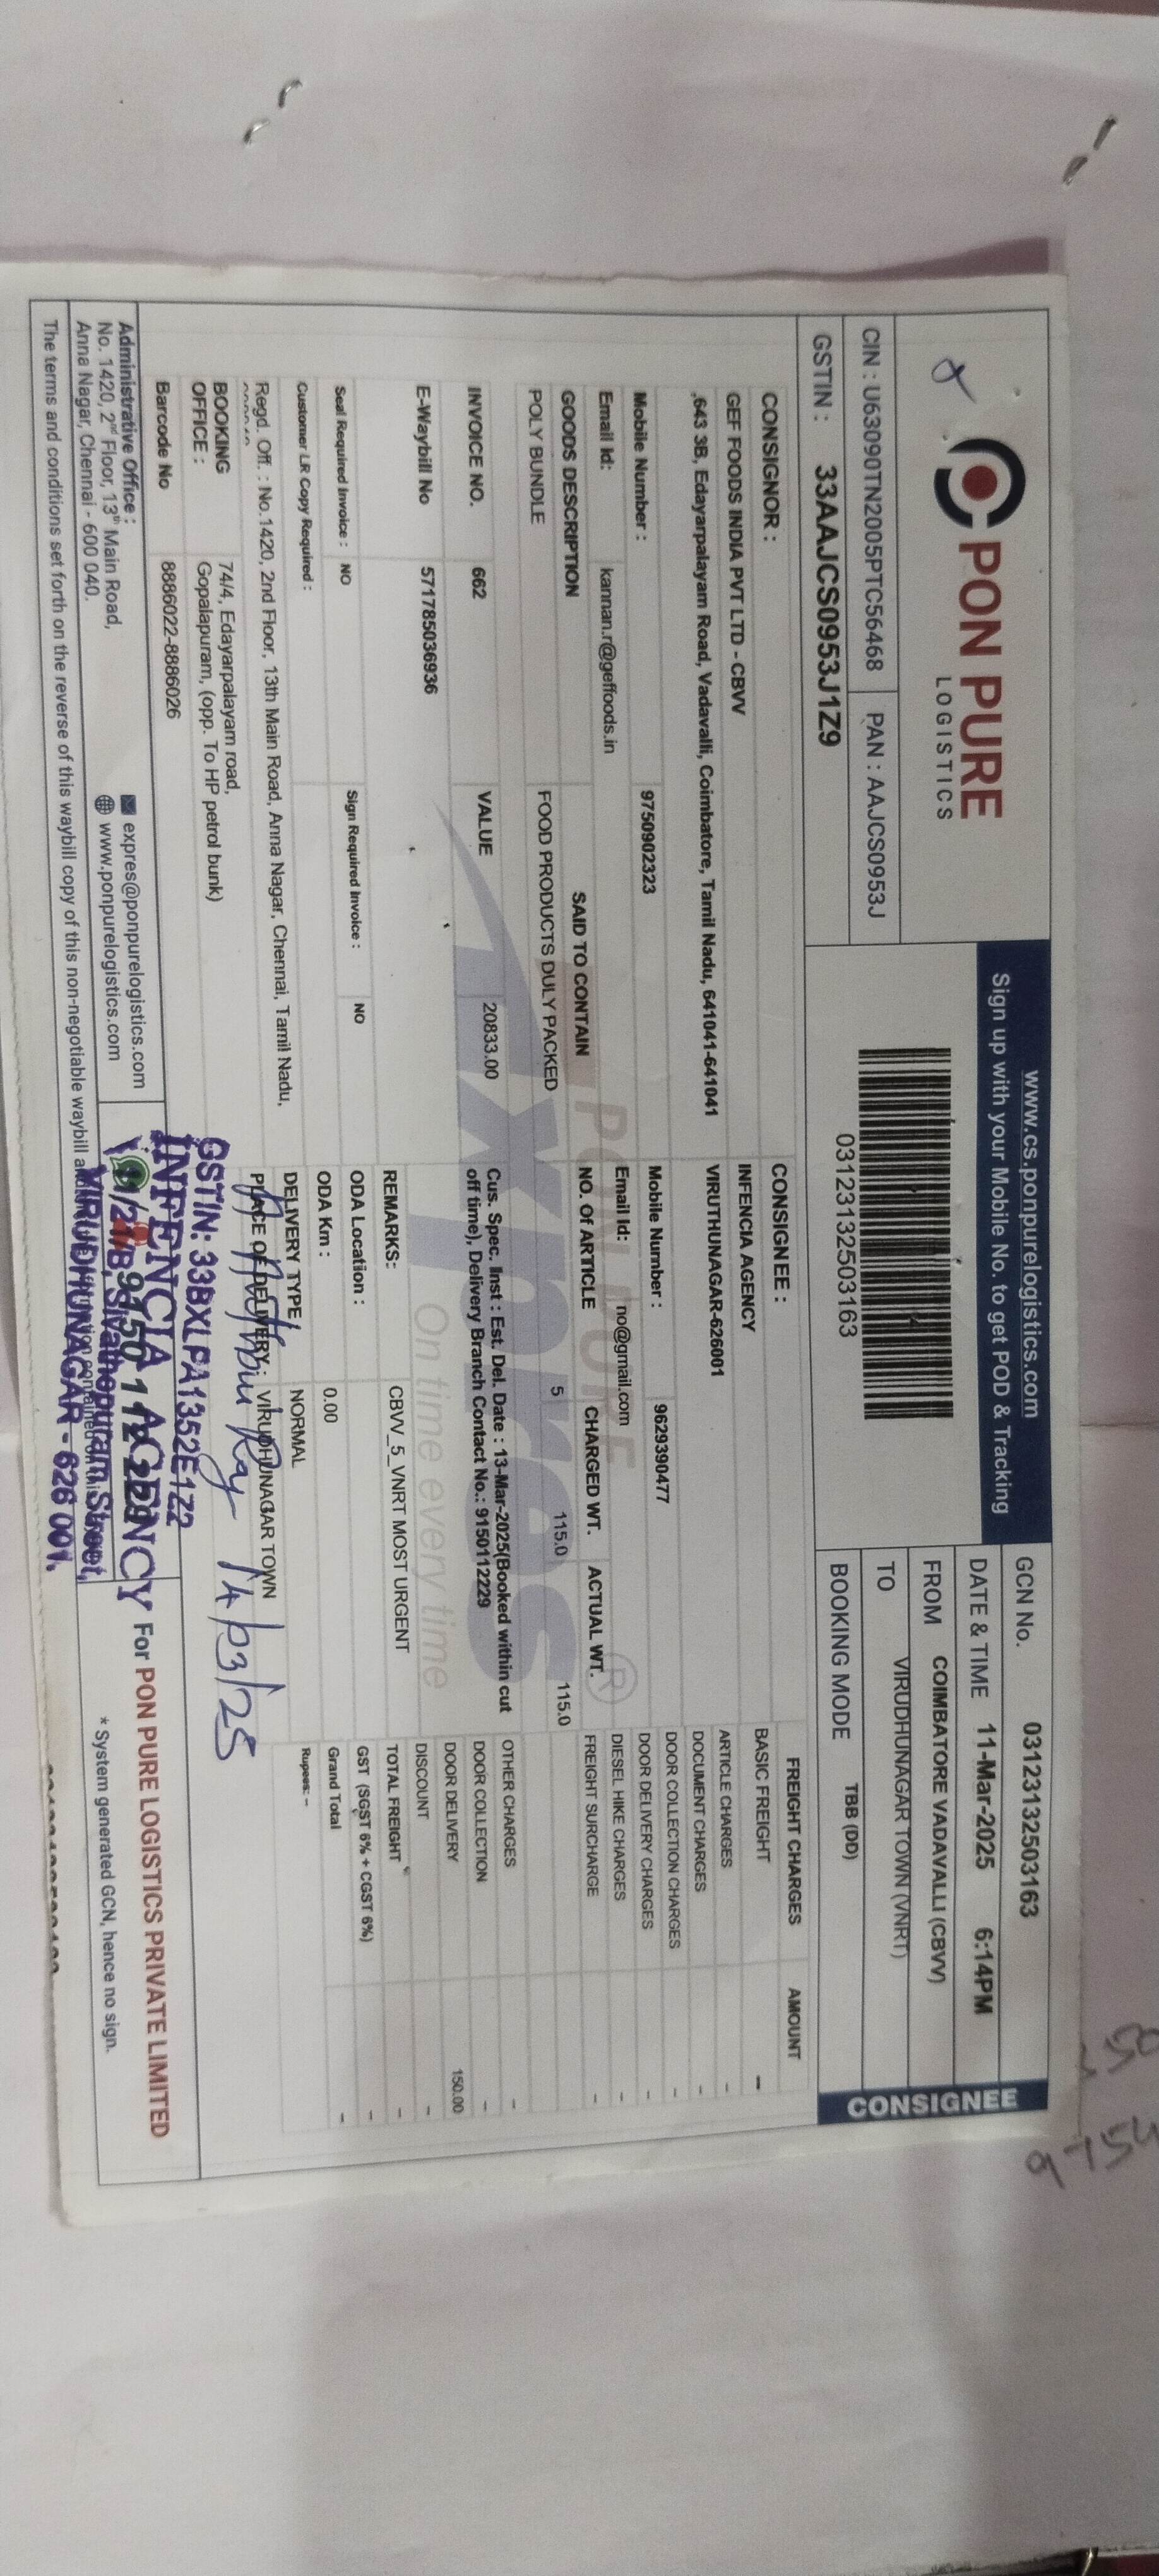 PON PURE
LOGISTICS
www.cs.ponpurelogistics.com
Sign up with your Mobile No. to get POD & Tracking
CIN : U63090TN2005PTC56468 PAN : AAJCS0953J
GSTIN : 33AAJCS0953J1Z9
0312313250316​3
GCN No. 03123132503163
DATE & TIME 11-Mar-2025 6:14PM
FROM COIMBATORE VADAVALLI (CBVV)
TO VIRUDHUNAGAR TOWN (VNRT)
BOOKING MODE TBB (DD)
CONSIGNEE
CONSIGNOR :
GEF FOODS INDIA PVT LTD - CBVV
,643 3B, Edayarpalayam Road, Vadavalli, Coimbatore, Tamil Nadu, 641041-641041
Mobile Number : 9750902323
Email Id: kannan.r@geffoods.in
CONSIGNEE :
INFENCIA AGENCY
VIRUTHUNAGAR-626001
Mobile Number : 9629390477
Email Id: no@gmail.com
GOODS DESCRIPTION SAID TO CONTAIN NO. Of ARTICLE CHARGED WT. ACTUAL WT.
POLY BUNDLE FOOD PRODUCTS DULY PACKED 5 115.0 115.0
INVOICE NO. 662 VALUE 20833.00
Cus. Spec. Inst : Est. Del. Date : 13-Mar-2025(Booked within cut
off time), Delivery Branch Contact No.: 9150112229
E-Waybill No 571785036936
REMARKS: CBVV_5_VNRT MOST URGENT
Seal Required Invoice : NO Sign Required Invoice : NO
ODA Location :
Customer LR Copy Required :
ODA Km : 0.00
Regd. Off. : No.1420, 2nd Floor, 13th Main Road, Anna Nagar, Chennai, Tamil Nadu,
DELIVERY TYPE : NORMAL
PLACE OF DELIVERY: VIRUDHUNAGAR TOWN
BOOKING
OFFICE :
74/4, Edayarpalayam road,
Gopalapuram, (opp. To HP petrol bunk)
Barcode No 8886022-8886026
FREIGHT CHARGES AMOUNT
BASIC FREIGHT –
ARTICLE CHARGES –
DOCUMENT CHARGES –
DOOR COLLECTION CHARGES –
DOOR DELIVERY CHARGES –
DIESEL HIKE CHARGES –
FREIGHT SURCHARGE –
OTHER CHARGES –
DOOR COLLECTION –
DOOR DELIVERY 150.00
DISCOUNT –
TOTAL FREIGHT –
GST (SGST 6% + CGST 6%) –
Grand Total –
Rupees: –
PON PURE
Xpres ®
On time every time
14/03/25
GSTIN: 33BXLPA1352E1Z2
INFENCIA AGENCY
Sivathapuram Street,
VIRUDHUNAGAR - 626 001.
Administrative Office :
No. 1420, 2nd Floor, 13th Main Road,
Anna Nagar, Chennai - 600 040.
expres@ponpurelogistics.com
www.ponpurelogistics.com
For PON PURE LOGISTICS PRIVATE LIMITED
* System generated GCN, hence no sign.
The terms and conditions set forth on the reverse of this waybill copy of this non-negotiable waybill